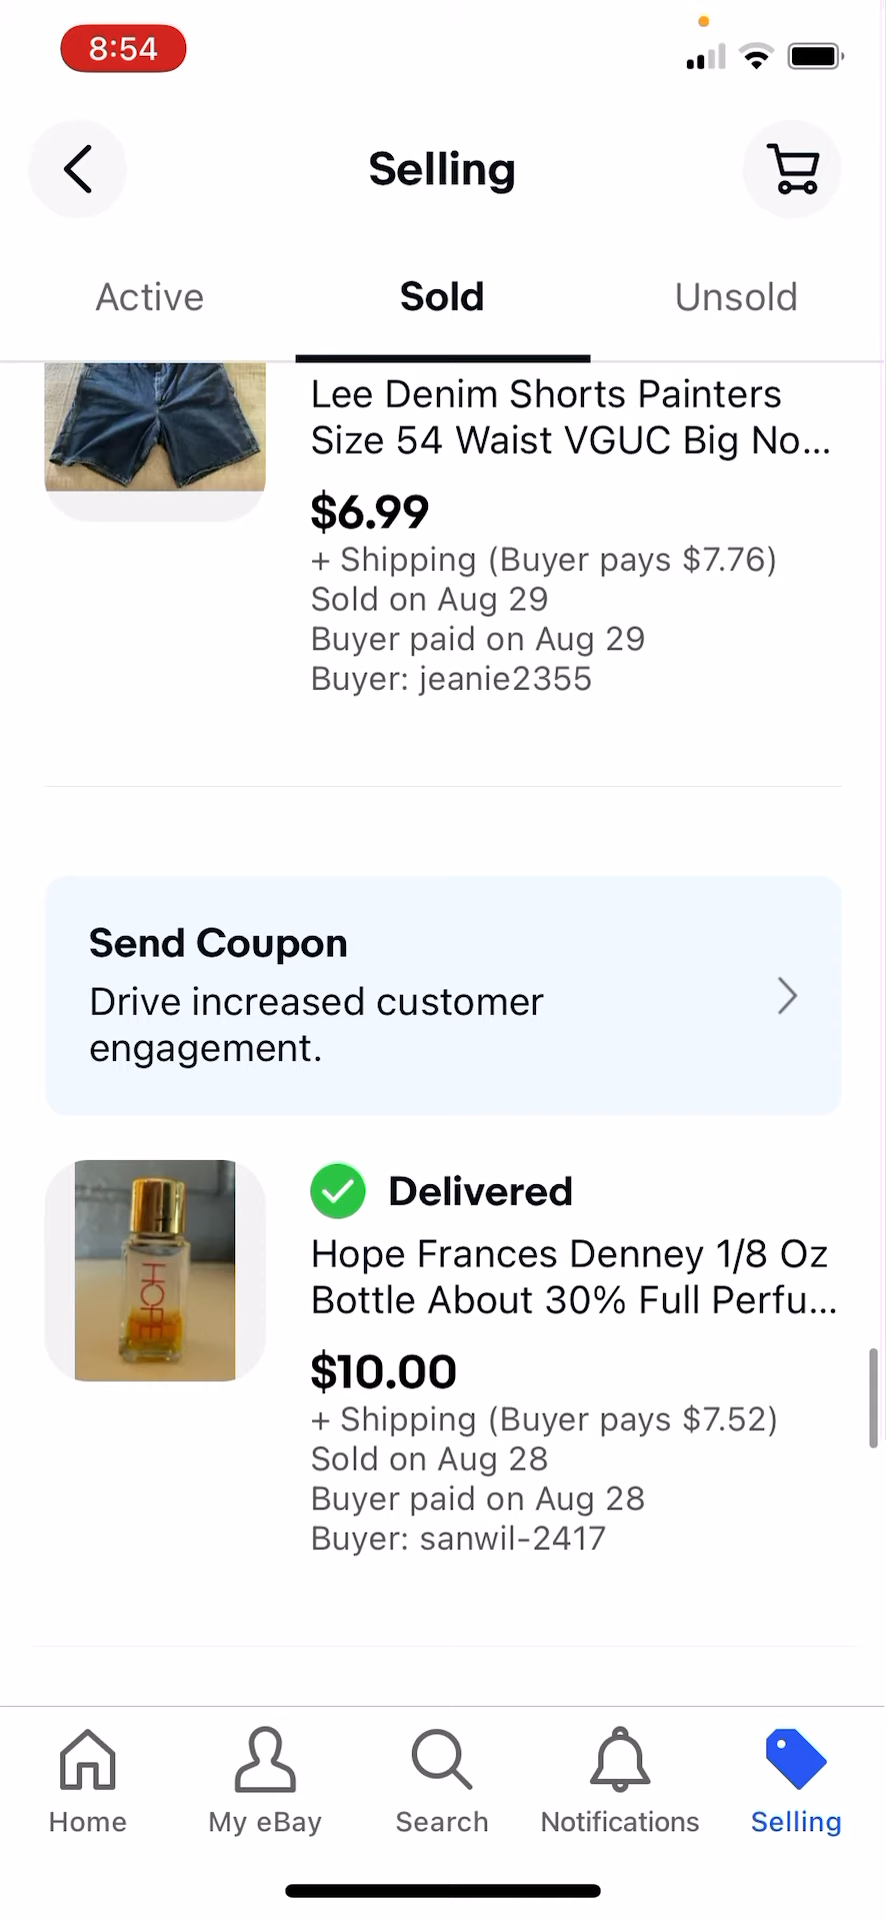 8:54
Selling
Active
Sold
Unsold
Lee Denim Shorts Painters
Size 54 Waist VGUC Big No...
$6.99
+ Shipping (Buyer pays $7.76)
Sold on Aug 29
Buyer paid on Aug 29
Buyer: jeanie2355
Send Coupon
Drive increased customer
engagement.
Delivered
HOPE
Hope Frances Denney 1/8 Oz
Bottle About 30% Full Perfu...
$10.00
+ Shipping (Buyer pays $7.52)
Sold on Aug 28
Buyer paid on Aug 28
Buyer: sanwil-2417
Home
My eBay
Search
Notifications
Selling